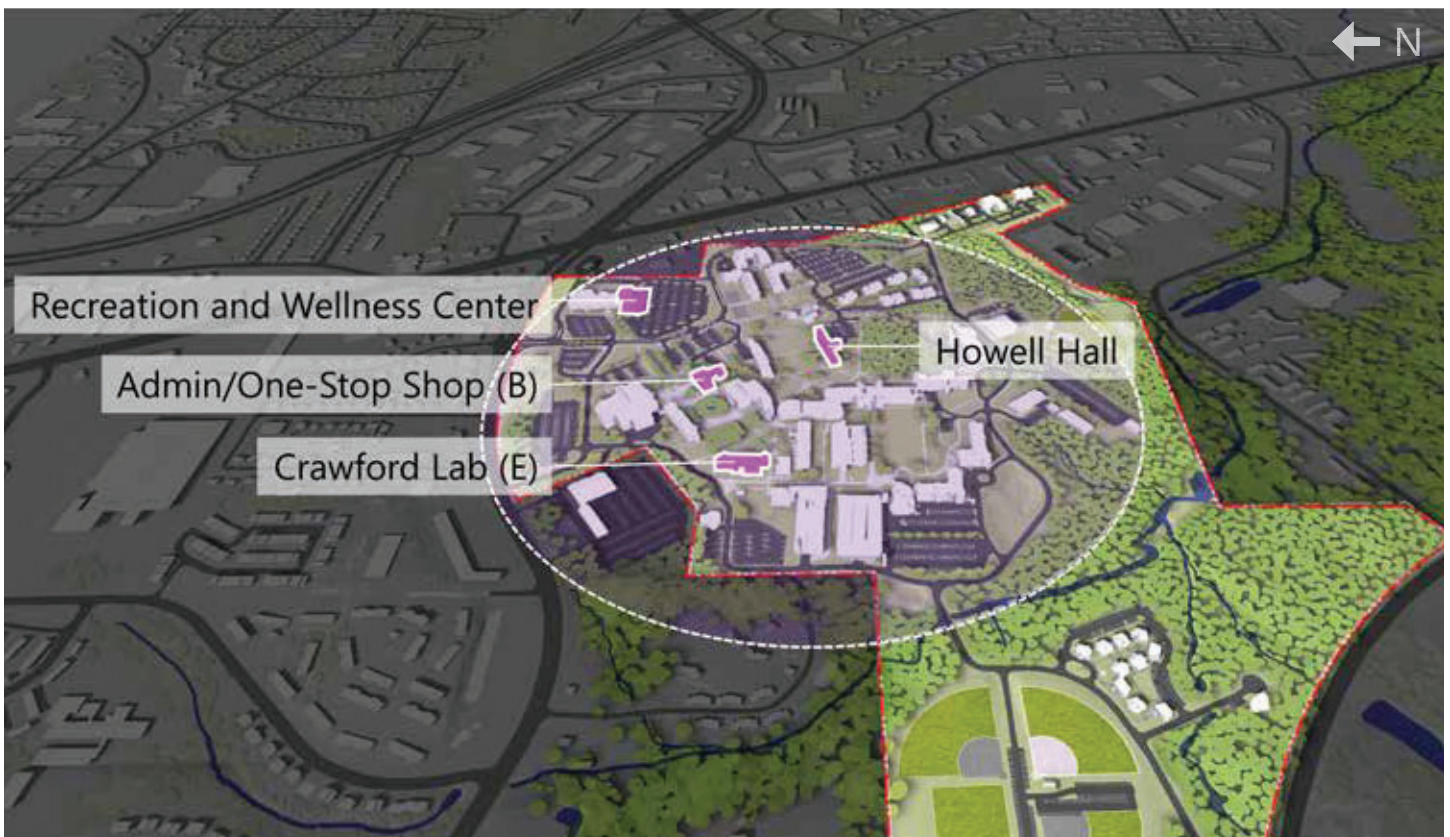 N
Recreation and Wellness Center
Howell Hall
Admin/One-Stop Shop (B)
Crawford Lab (E)